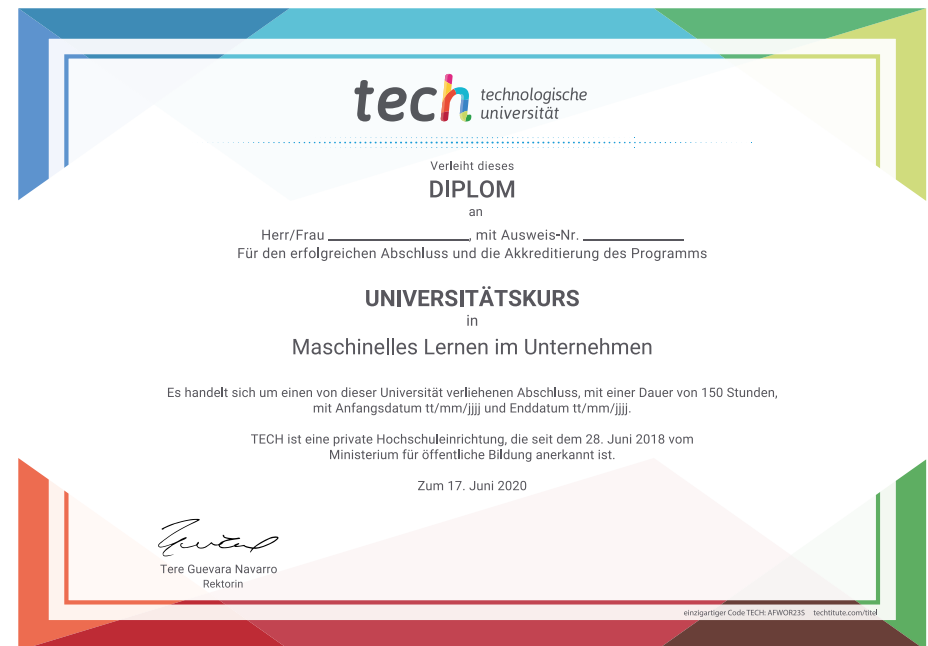 tech technologische
universität
Verleiht dieses
DIPLOM
an
Herr/Frau ____________, mit Ausweis-Nr. ____________
Für den erfolgreichen Abschluss und die Akkreditierung des Programms
UNIVERSITÄTSKURS
in
Maschinelles Lernen im Unternehmen
Es handelt sich um einen von dieser Universität verliehenen Abschluss, mit einer Dauer von 150 Stunden,
mit Anfangsdatum tt/mm/jjjj und Enddatum tt/mm/jjjj.
TECH ist eine private Hochschuleinrichtung, die seit dem 28. Juni 2018 vom
Ministerium für öffentliche Bildung anerkannt ist.
Zum 17. Juni 2020
Tere Guevara Navarro
Rektorin
einzigartiger Code TECH: AFWOR23S techtitute.com/titel